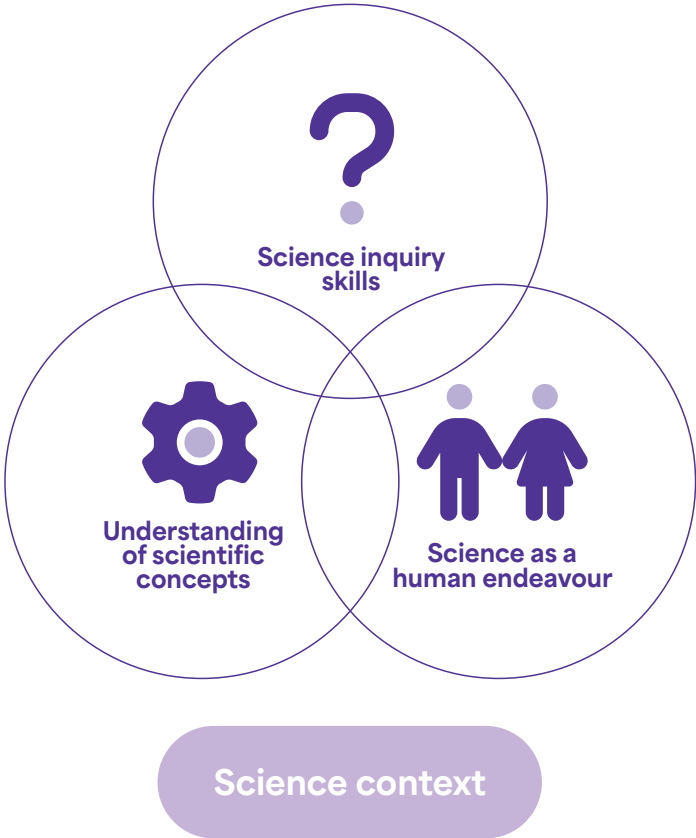 Science inquiry
skills
Understanding
of scientific
concepts
Science as a
human endeavour
Science context